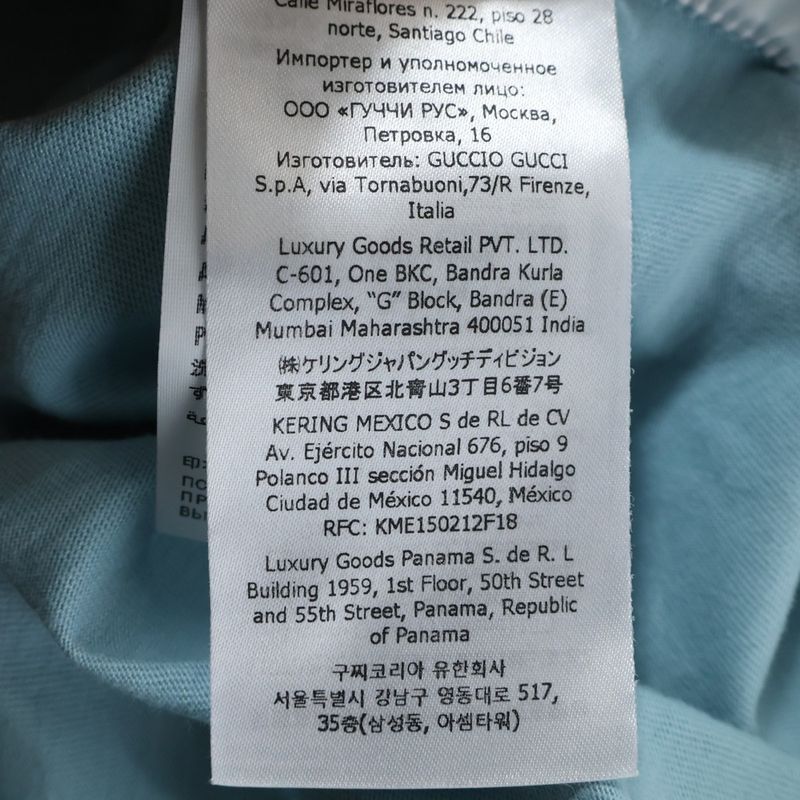 Calle Miraflores n. 222, piso 28
norte, Santiago Chile
Импортер и уполномоченное
изготовителем лицо:
ООО «ГУЧЧИ РУС», Москва,
Петровка, 16
Изготовитель: GUCCIO GUCCI
S.p.A, via Tornabuoni,73/R Firenze,
Italia
Luxury Goods Retail PVT. LTD.
C-601, One BKC, Bandra Kurla
Complex, “G” Block, Bandra (E)
Mumbai Maharashtra 400051 India
㈱ケリングジャパングッチディビジョン
東京都港区北青山3丁目6番7号
KERING MEXICO S de RL de CV
Av. Ejército Nacional 676, piso 9
Polanco III sección Miguel Hidalgo
Ciudad de México 11540, México
RFC: KME150212F18
Luxury Goods Panama S. de R. L
Building 1959, 1st Floor, 50th Street
and 55th Street, Panama, Republic
of Panama
구찌코리아 유한회사
서울특별시 강남구 영동대로 517,
35층(삼성동, 아셈타워)